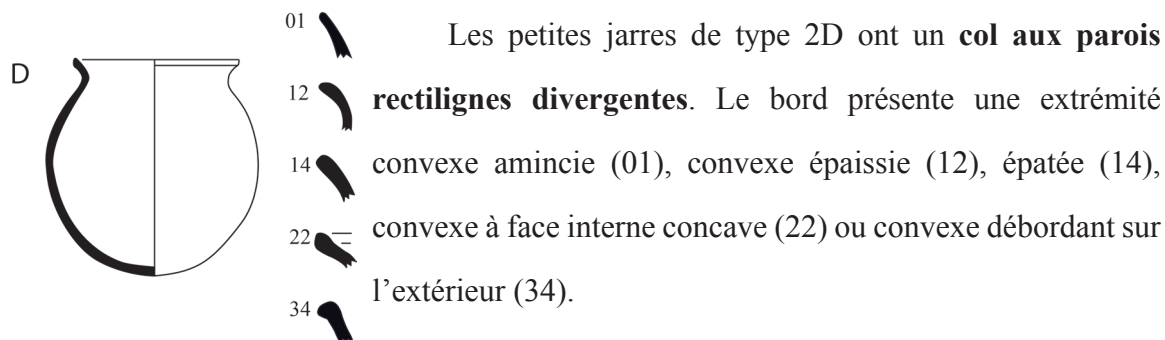 D
01
12
14
22
34
Les petites jarres de type 2D ont un col aux parois
rectilignes divergentes. Le bord présente une extrémité
convexe amincie (01), convexe épaissie (12), épatée (14),
convexe à face interne concave (22) ou convexe débordant sur
l’extérieur (34).